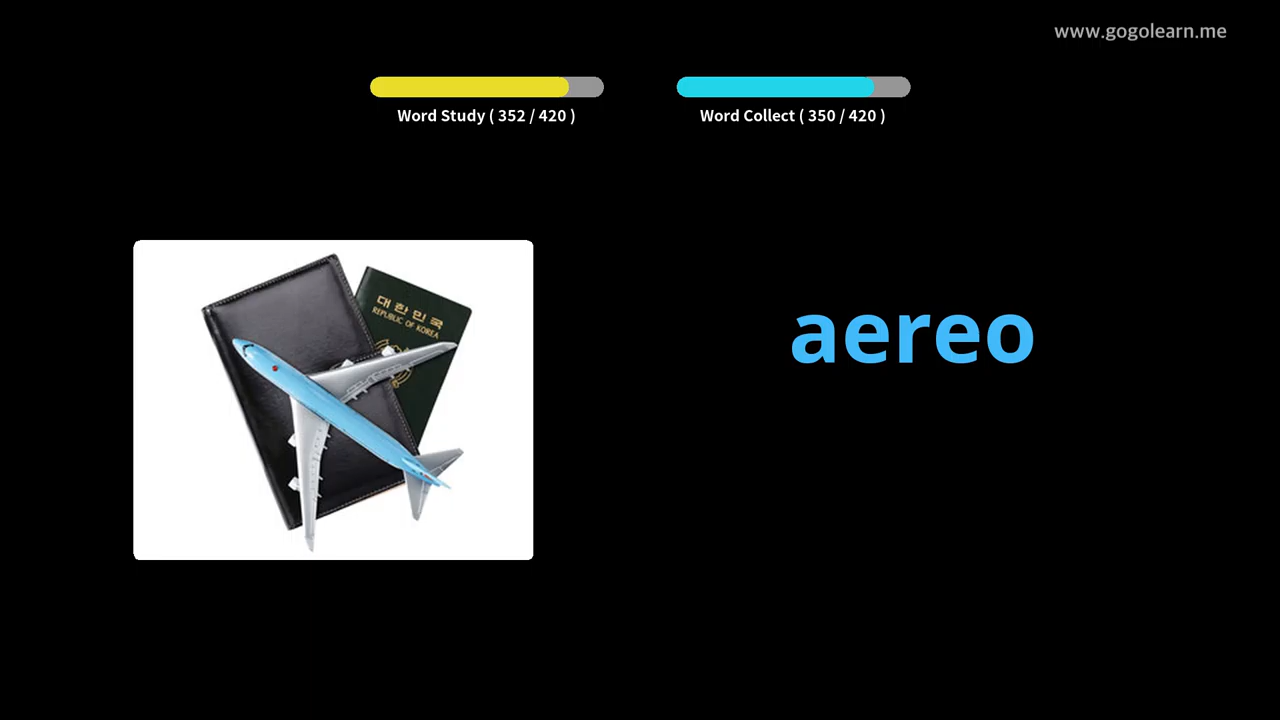 www.gogolearn.me
Word Study ( 352 / 420 )
Word Collect ( 350 / 420 )
대한민국
REPUBLIC OF KOREA
aereo